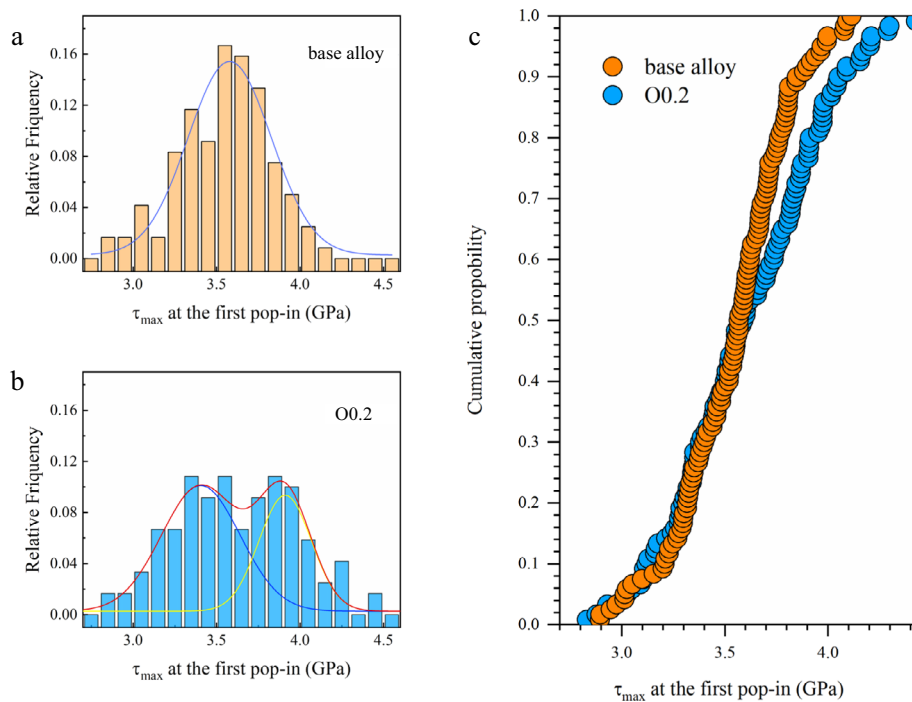 a
base alloy
0.16
0.12
0.08
0.04
0.00
Relative Friquency
3.0 3.5 4.0 4.5
τmax at the first pop-in (GPa)
b
O0.2
0.16
0.12
0.08
0.04
0.00
Relative Friquency
3.0 3.5 4.0 4.5
τmax at the first pop-in (GPa)
c
base alloy
O0.2
1.0
0.9
0.8
0.7
0.6
0.5
0.4
0.3
0.2
0.1
0.0
Cumulative propobility
3.0 3.5 4.0
τmax at the first pop-in (GPa)